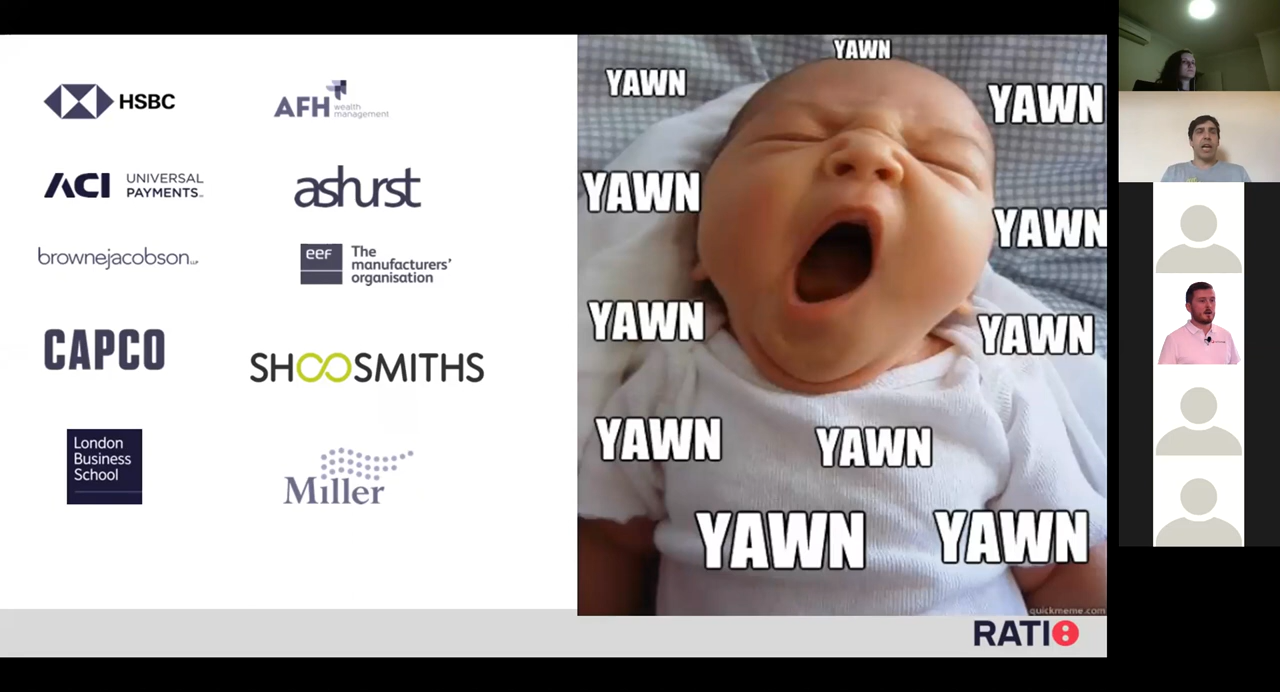 HSBC
AFH wealth
management
ACI UNIVERSAL
PAYMENTS
ashurst
brownejacobson LLP
eef The
manufacturers'
organisation
CAPCO
SHOOSMITHS
London
Business
School
Miller
YAWN
YAWN
YAWN
YAWN
YAWN
YAWN
YAWN
YAWN
YAWN
YAWN
YAWN
quickmeme.com
RATIO